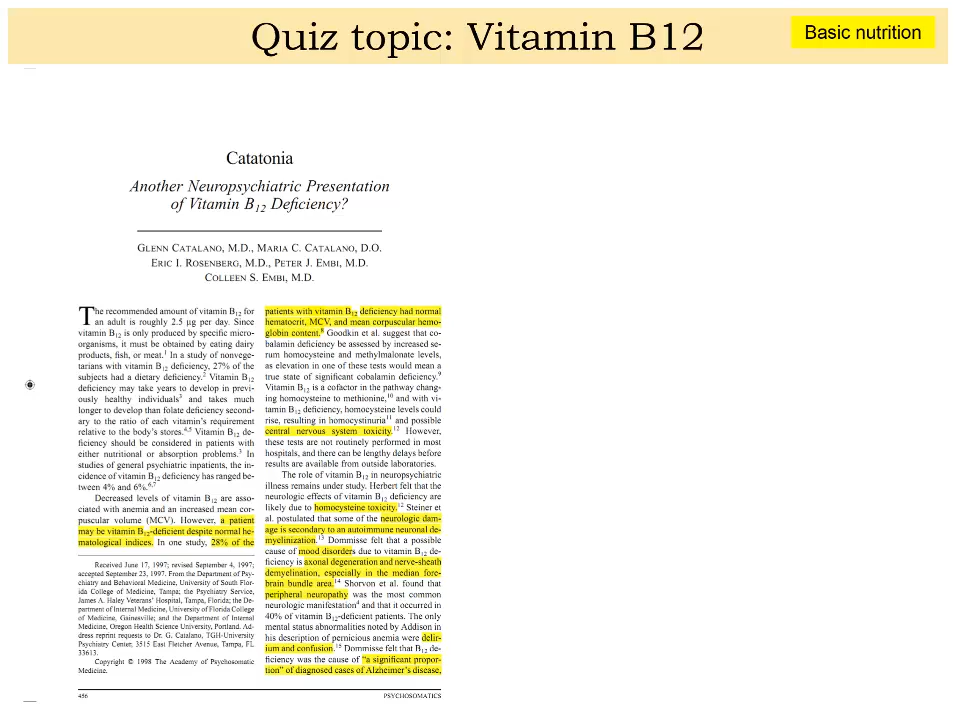 Quiz topic: Vitamin B12
Basic nutrition
Catatonia
Another Neuropsychiatric Presentation
of Vitamin B12 Deficiency?
GLENN CATALANO, M.D., MARIA C. CATALANO, D.O.
ERIC I. ROSENBERG, M.D., PETER J. EMBI, M.D.
COLLEEN S. EMBI, M.D.
The recommended amount of vitamin B12 for
an adult is roughly 2.5 µg per day. Since
vitamin B12 is only produced by specific micro-
organisms, it must be obtained by eating dairy
products, fish, or meat.1 In a study of nonvege-
tarians with vitamin B12 deficiency, 27% of the
subjects had a dietary deficiency.2 Vitamin B12
deficiency may take years to develop in previ-
ously healthy individuals3 and takes much
longer to develop than folate deficiency second-
ary to the ratio of each vitamin's requirement
relative to the body's stores.4,5 Vitamin B12 de-
ficiency should be considered in patients with
either nutritional or absorption problems.3 In
studies of general psychiatric inpatients, the in-
cidence of vitamin B12 deficiency has ranged be-
tween 4% and 6%.6,7
Decreased levels of vitamin B12 are asso-
ciated with anemia and an increased mean cor-
puscular volume (MCV). However, a patient
may be vitamin B12-deficient despite normal he-
matological indices. In one study, 28% of the
Received June 17, 1997; revised September 4, 1997;
accepted September 23, 1997. From the Department of Psy-
chiatry and Behavioral Medicine, University of South Flor-
ida College of Medicine, Tampa; the Psychiatry Service,
James A. Haley Veterans' Hospital, Tampa, Florida; the De-
partment of Internal Medicine, University of Florida College
of Medicine, Gainesville; and the Department of Internal
Medicine, Oregon Health Science University, Portland. Ad-
dress reprint requests to Dr. G. Catalano, TGH-University
Psychiatry Center, 3515 East Fletcher Avenue, Tampa, FL
33613.
Copyright © 1998 The Academy of Psychosomatic
Medicine.
patients with vitamin B12 deficiency had normal
hematocrit, MCV, and mean corpuscular hemo-
globin content.8 Goodkin et al. suggest that co-
balamin deficiency be assessed by increased se-
rum homocysteine and methylmalonate levels,
as elevation in one of these tests would mean a
true state of significant cobalamin deficiency.9
Vitamin B12 is a cofactor in the pathway chang-
ing homocysteine to methionine,10 and with vi-
tamin B12 deficiency, homocysteine levels could
rise, resulting in homocystinuria11 and possible
central nervous system toxicity.12 However,
these tests are not routinely performed in most
hospitals, and there can be lengthy delays before
results are available from outside laboratories.
The role of vitamin B12 in neuropsychiatric
illness remains under study. Herbert felt that the
neurologic effects of vitamin B12 deficiency are
likely due to homocysteine toxicity.12 Steiner et
al. postulated that some of the neurologic dam-
age is secondary to an autoimmune neuronal de-
myelinization.13 Dommisse felt that a possible
cause of mood disorders due to vitamin B12 de-
ficiency is axonal degeneration and nerve-sheath
demyelination, especially in the median fore-
brain bundle area.14 Shorvon et al. found that
peripheral neuropathy was the most common
neurologic manifestation4 and that it occurred in
40% of vitamin B12-deficient patients. The only
mental status abnormalities noted by Addison in
his description of pernicious anemia were delir-
ium and confusion.15 Dommisse felt that B12 de-
ficiency was the cause of "a significant propor-
tion" of diagnosed cases of Alzheimer's disease,
456
PSYCHOSOMATICS